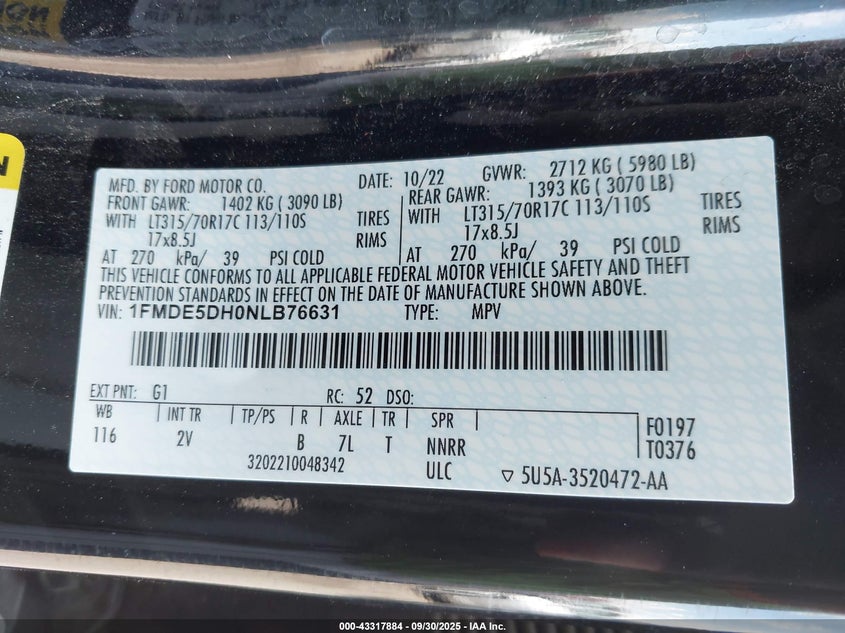 MFD. BY FORD MOTOR CO. DATE: 10/22 GVWR: 2712 KG ( 5980 LB)
FRONT GAWR: 1402 KG ( 3090 LB) REAR GAWR: 1393 KG ( 3070 LB)
WITH LT315/70R17C 113/110S TIRES WITH LT315/70R17C 113/110S TIRES
17x8.5J RIMS 17x8.5J RIMS
AT 270 kPa/ 39 PSI COLD AT 270 kPa/ 39 PSI COLD
THIS VEHICLE CONFORMS TO ALL APPLICABLE FEDERAL MOTOR VEHICLE SAFETY AND THEFT
PREVENTION STANDARDS IN EFFECT ON THE DATE OF MANUFACTURE SHOWN ABOVE.
VIN: 1FMDE5DH0NLB76631 TYPE: MPV
EXT PNT: G1 RC: 52 DSO:
WB INT TR TP/PS R AXLE TR SPR
116 2V B 7L T NNRR
F0197
T0376
3202210048342 ULC ▽ 5U5A-3520472-AA
000-43317884 - 09/30/2025 - IAA Inc.